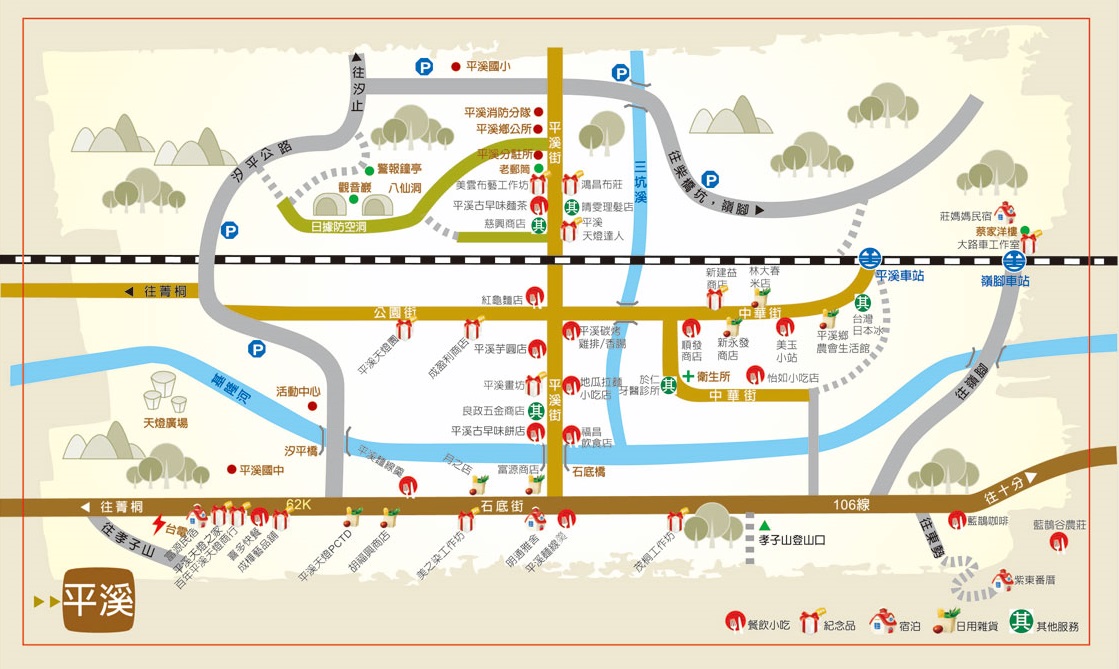 往汐止
P
平溪國小
P
平溪消防分隊
平溪鄉公所
平溪街
平溪分駐所
老郵筒
汐平公路
警報鐘亭
觀音巖
八仙洞
日據防空洞
美雲布藝工作坊
鴻昌布莊
平溪古早味麵茶
其
晴雯理髮店
慈興商店
其
平溪
天燈達人
三坑溪
往柴橋坑，嶺腳
P
P
莊媽媽民宿
蔡家洋樓
大路車工作室
平溪車站
嶺腳車站
往菁桐
紅龜麵店
新建益
商店
林大春
米店
公園街
中華街
其
台灣
日本冰
平溪天燈園
成盈利商店
平溪芋圓店
平溪碳烤
雞排/香腸
順發
商店
新永發
商店
美玉
小站
平溪鄉
農會生活館
P
平溪畫坊
地瓜拉麵
小吃店
於仁
牙醫診所
其
衛生所
怡如小吃店
中華街
平溪街
良政五金商店
其
平溪古早味餅店
福昌
飲食店
基隆河
活動中心
天燈廣場
汐平橋
平溪國中
平溪麵線羹
月之店
富源商店
石底橋
往嶺腳
往菁桐
62K
石底街
106線
往十分
往孝子山
台電
富源民宿
平溪天燈之家
百年平溪天燈商行
喜多快餐
成樓藝品舖
平溪天燈PCTD
胡福興商店
美之朵工作坊
明通雅舍
平溪麵線羹
茂桐工作坊
孝子山登山口
往東勢
藍鵲咖啡
藍鵲谷農莊
紫東番厝
平溪
餐飲小吃
紀念品
宿泊
日用雜貨
其
其他服務